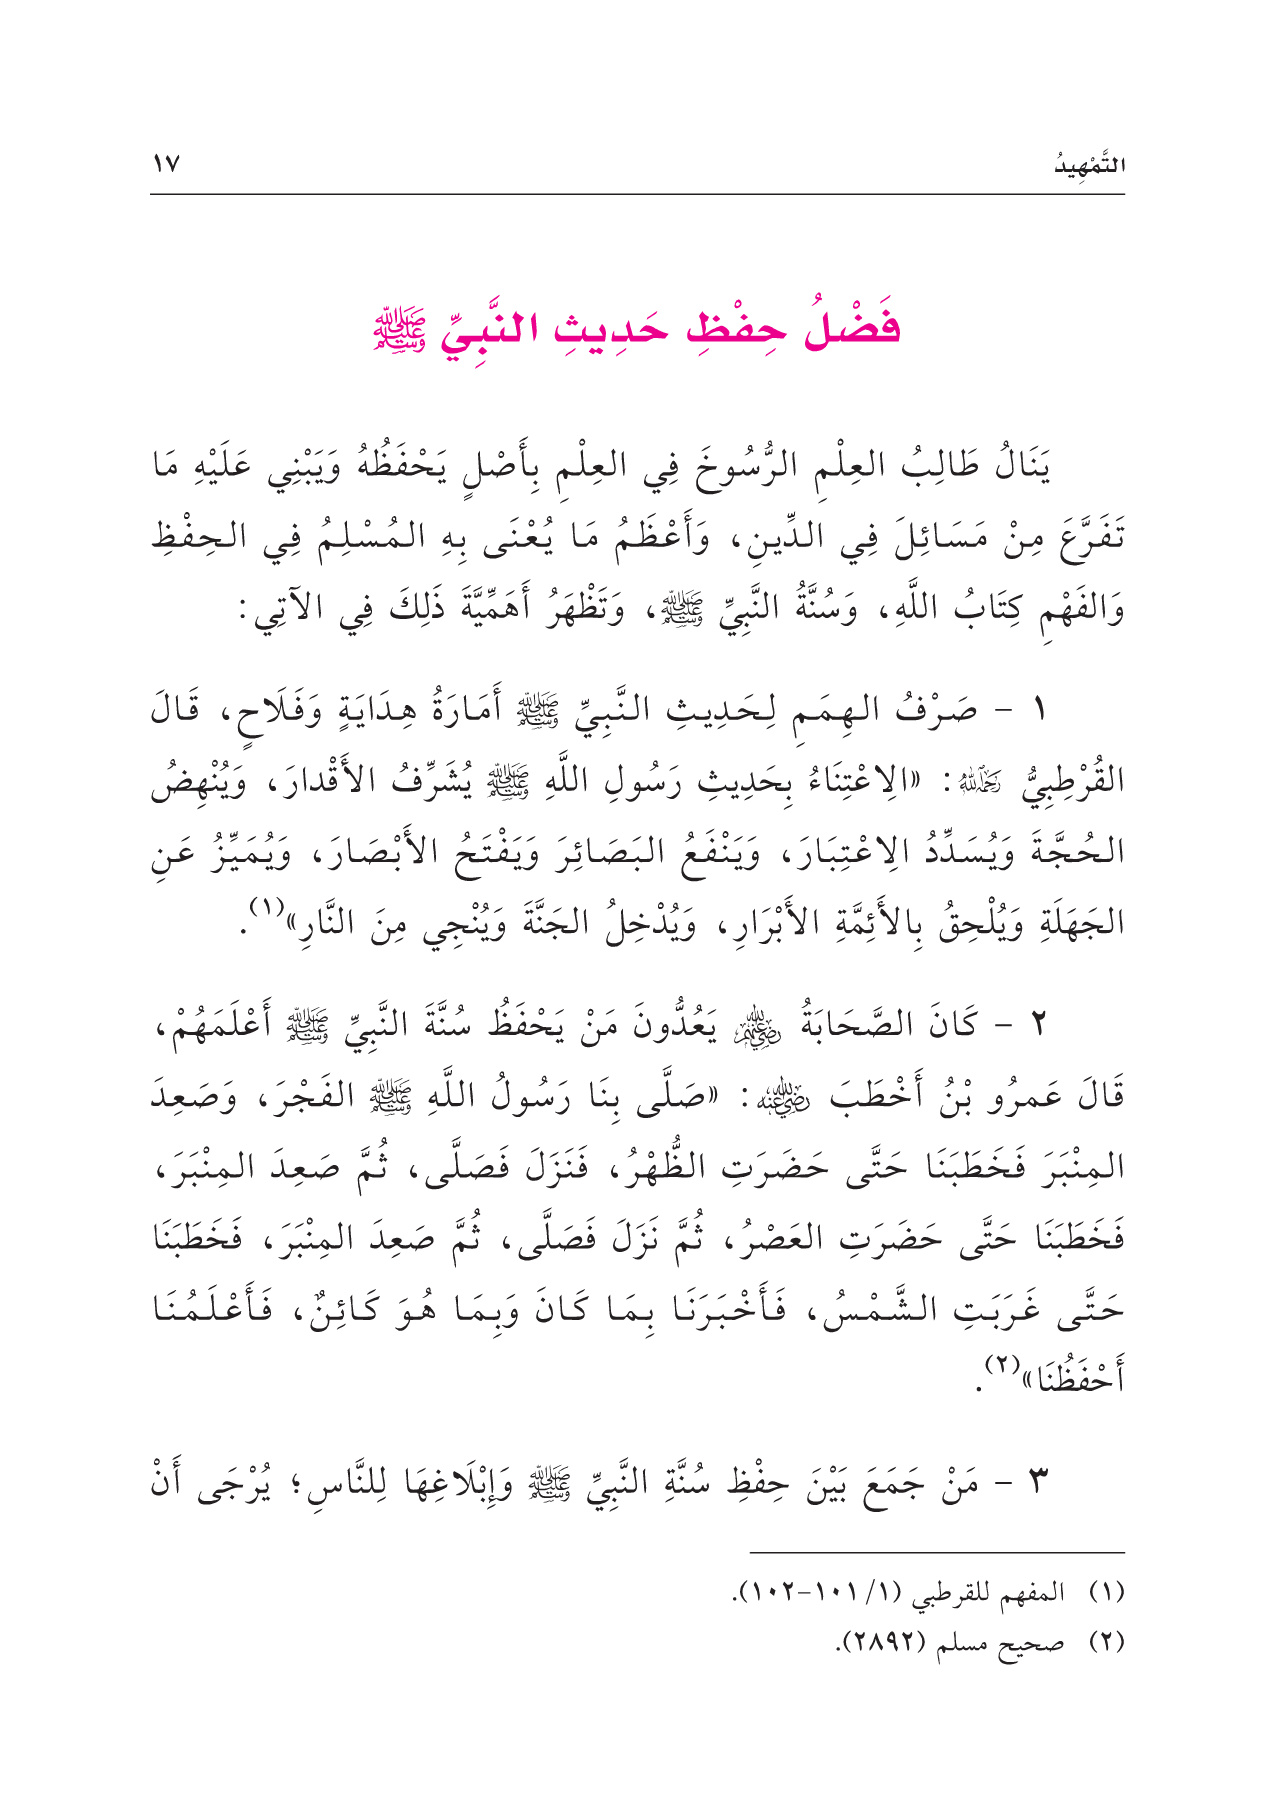 التَّمْهِيدُ ١٧
فَضْلُ حِفْظِ حَدِيثِ النَّبِيِّ ﷺ
يَنَالُ طَالِبُ العِلْمِ الرُّسُوخَ فِي العِلْمِ بِأَصْلٍ يَحْفَظُهُ وَيَبْنِي عَلَيْهِ مَا
تَفَرَّعَ مِنْ مَسَائِلَ فِي الدِّينِ، وَأَعْظَمُ مَا يُعْنَى بِهِ المُسْلِمُ فِي الحِفْظِ
وَالفَهْمِ كِتَابُ اللَّهِ، وَسُنَّةُ النَّبِيِّ ﷺ، وَتَظْهَرُ أَهَمِّيَّةَ ذَلِكَ فِي الآتِي:
١ - صَرْفُ الهِمَمِ لِحَدِيثِ النَّبِيِّ ﷺ أَمَارَةُ هِدَايَةٍ وَفَلَاحٍ، قَالَ
القُرْطِبِيُّ رَحِمَهُ اللَّهُ: «الِاعْتِنَاءُ بِحَدِيثِ رَسُولِ اللَّهِ ﷺ يُشَرِّفُ الأَقْدارَ، وَيُنْهِضُ
الحُجَّةَ وَيُسَدِّدُ الِاعْتِبَارَ، وَيَنْفَعُ البَصَائِرَ وَيَفْتَحُ الأَبْصَارَ، وَيُمَيِّزُ عَنِ
الجَهَلَةِ وَيُلْحِقُ بِالأَئِمَّةِ الأَبْرَارِ، وَيُدْخِلُ الجَنَّةَ وَيُنْجِي مِنَ النَّارِ»(١).
٢ - كَانَ الصَّحَابَةُ رَضِيَ اللَّهُ عَنْهُمْ يَعُدُّونَ مَنْ يَحْفَظُ سُنَّةَ النَّبِيِّ ﷺ أَعْلَمَهُمْ،
قَالَ عَمرُو بْنُ أَخْطَبَ رَضِيَ اللَّهُ عَنْهُ: «صَلَّى بِنَا رَسُولُ اللَّهِ ﷺ الفَجْرَ، وَصَعِدَ
المِنْبَرَ فَخَطَبَنَا حَتَّى حَضَرَتِ الظُّهْرُ، فَنَزَلَ فَصَلَّى، ثُمَّ صَعِدَ المِنْبَرَ،
فَخَطَبَنَا حَتَّى حَضَرَتِ العَصْرُ، ثُمَّ نَزَلَ فَصَلَّى، ثُمَّ صَعِدَ المِنْبَرَ، فَخَطَبَنَا
حَتَّى غَرَبَتِ الشَّمْسُ، فَأَخْبَرَنَا بِمَا كَانَ وَبِمَا هُوَ كَائِنٌ، فَأَعْلَمُنَا
أَحْفَظُنَا»(٢).
٣ - مَنْ جَمَعَ بَيْنَ حِفْظِ سُنَّةِ النَّبِيِّ ﷺ وَإِبْلَاغِهَا لِلنَّاسِ؛ يُرْجَى أَنْ
(١) المفهم للقرطبي (١/ ١٠١-١٠٢).
(٢) صحيح مسلم (٢٨٩٢).